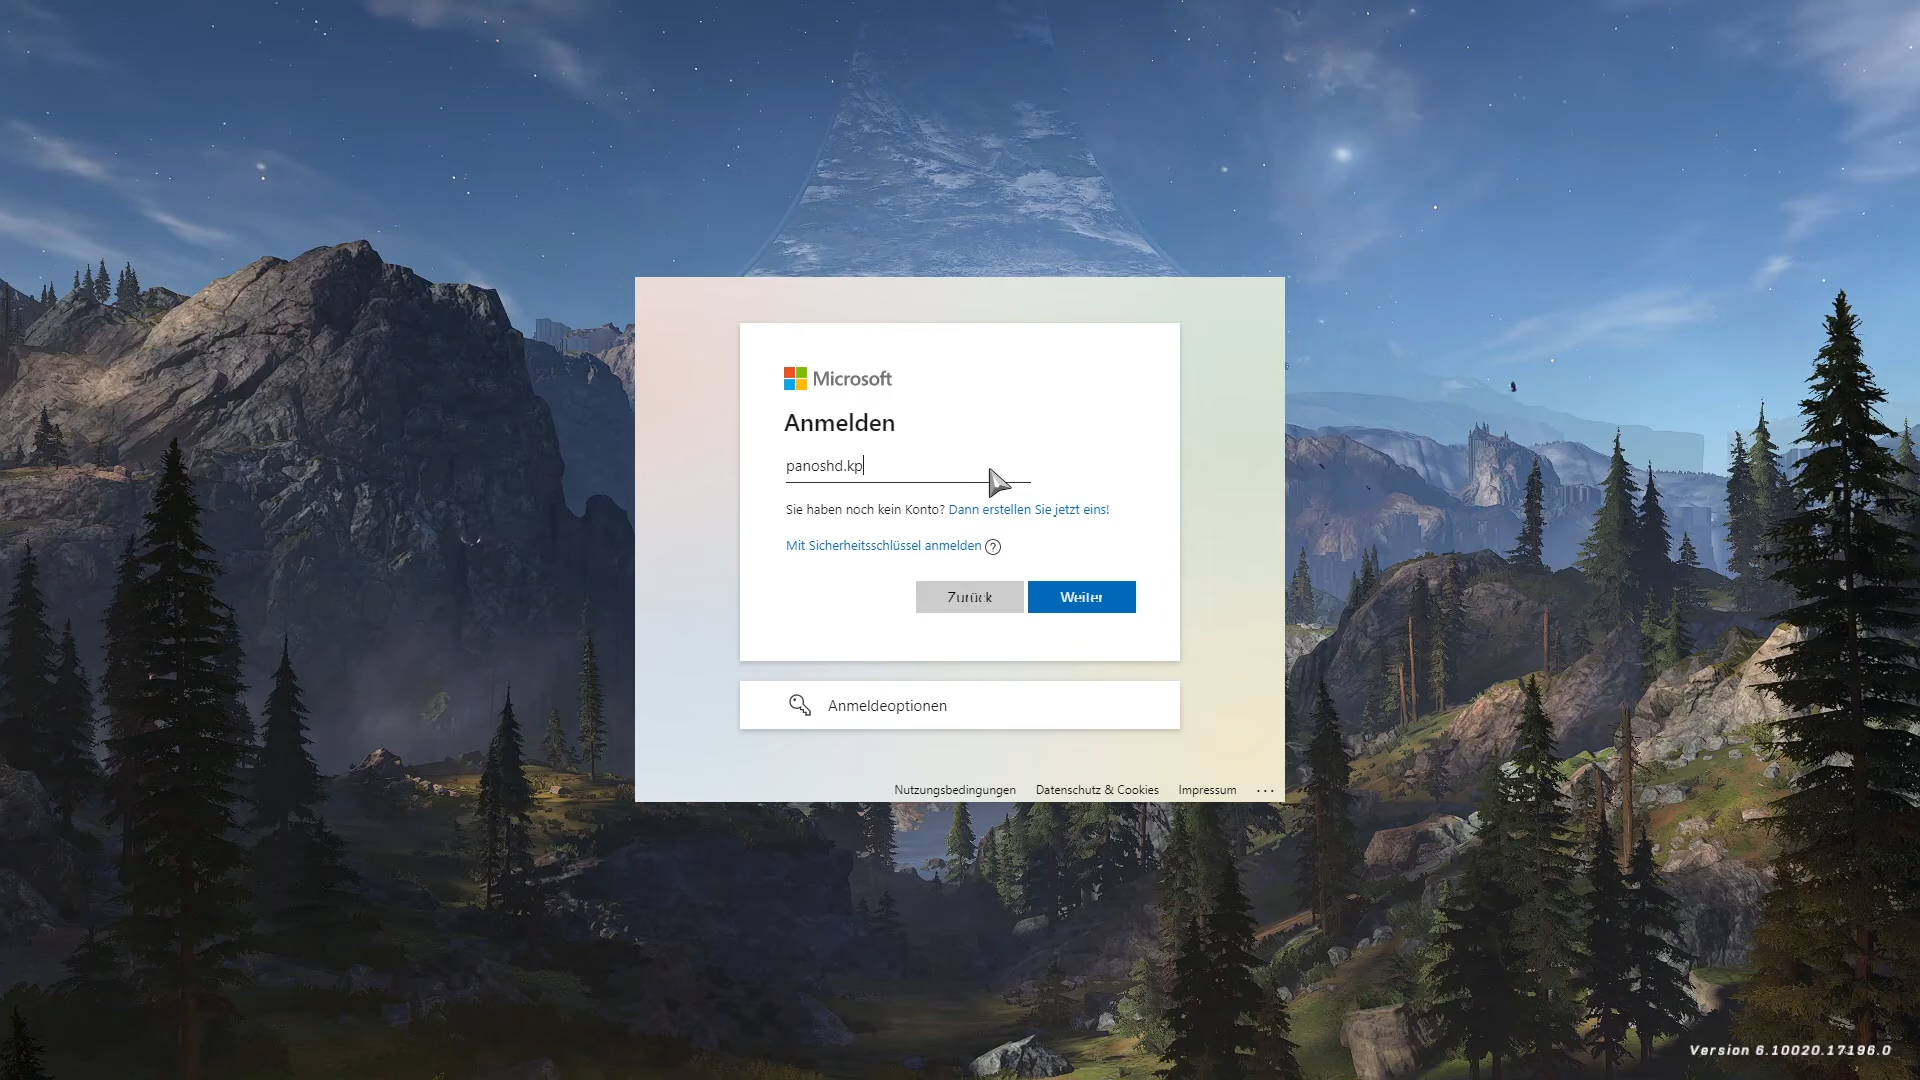 Microsoft
Anmelden
panoshd.kp
Sie haben noch kein Konto? Dann erstellen Sie jetzt eins!
Mit Sicherheitsschlüssel anmelden ?
Zurück Weiter
Anmeldeoptionen
Nutzungsbedingungen Datenschutz & Cookies Impressum ...
Version 6.10020.17196.0